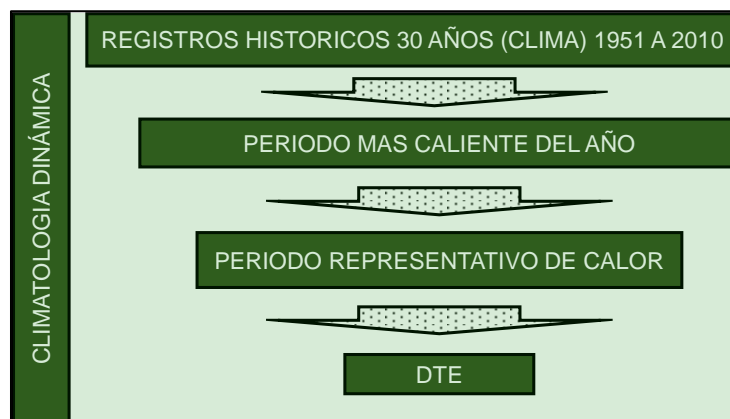 CLIMATOLOGIA DINÁMICA
REGISTROS HISTORICOS 30 AÑOS (CLIMA) 1951 A 2010
PERIODO MAS CALIENTE DEL AÑO
PERIODO REPRESENTATIVO DE CALOR
DTE